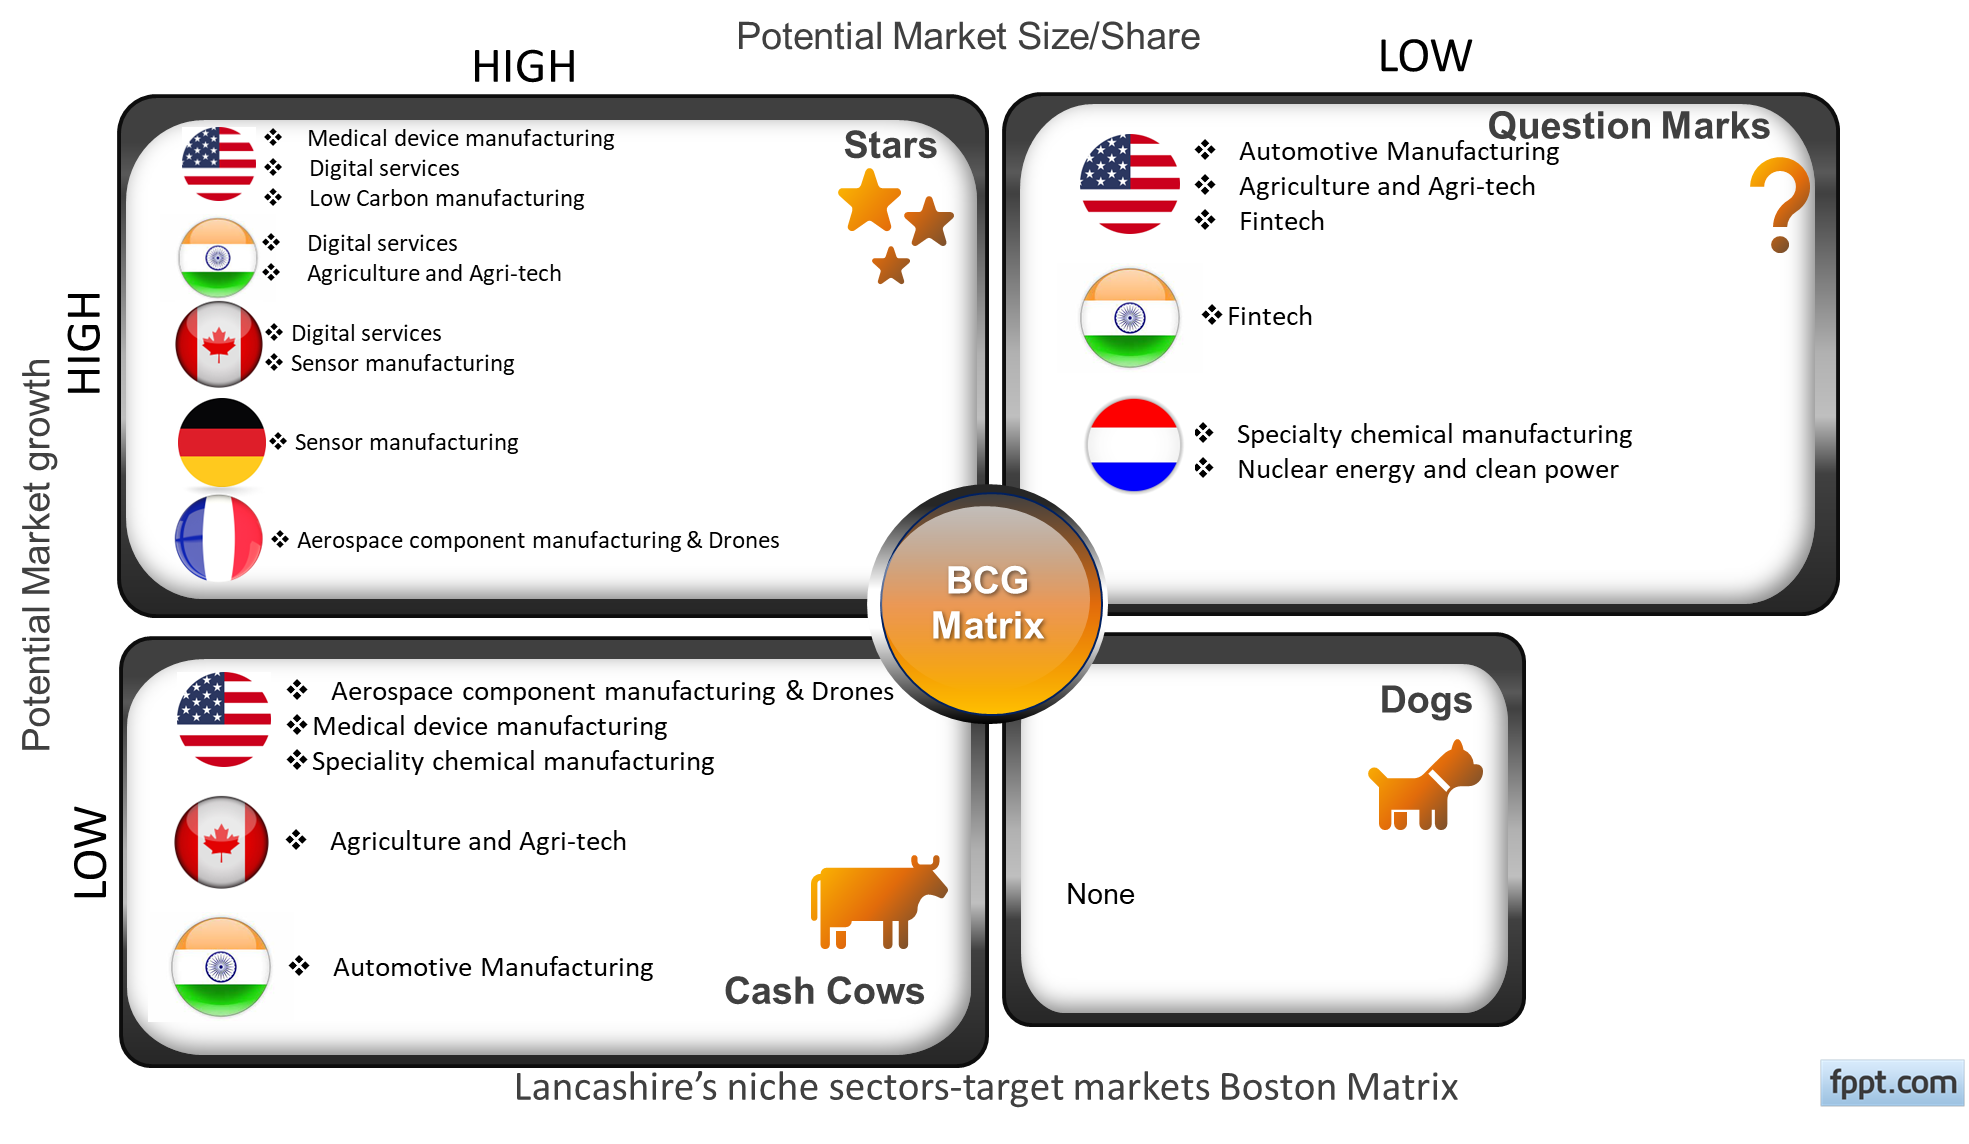 Potential Market Size/Share
HIGH
LOW
Potential Market growth
HIGH
LOW
Stars
❖ Medical device manufacturing
❖ Digital services
❖ Low Carbon manufacturing
❖ Digital services
❖ Agriculture and Agri-tech
❖ Digital services
❖ Sensor manufacturing
❖ Sensor manufacturing
❖ Aerospace component manufacturing & Drones
Question Marks
❖ Automotive Manufacturing
❖ Agriculture and Agri-tech
❖ Fintech
❖ Fintech
❖ Specialty chemical manufacturing
❖ Nuclear energy and clean power
BCG
Matrix
❖ Aerospace component manufacturing & Drones
❖ Medical device manufacturing
❖ Speciality chemical manufacturing
❖ Agriculture and Agri-tech
❖ Automotive Manufacturing
Cash Cows
Dogs
None
Lancashire’s niche sectors-target markets Boston Matrix
fppt.com